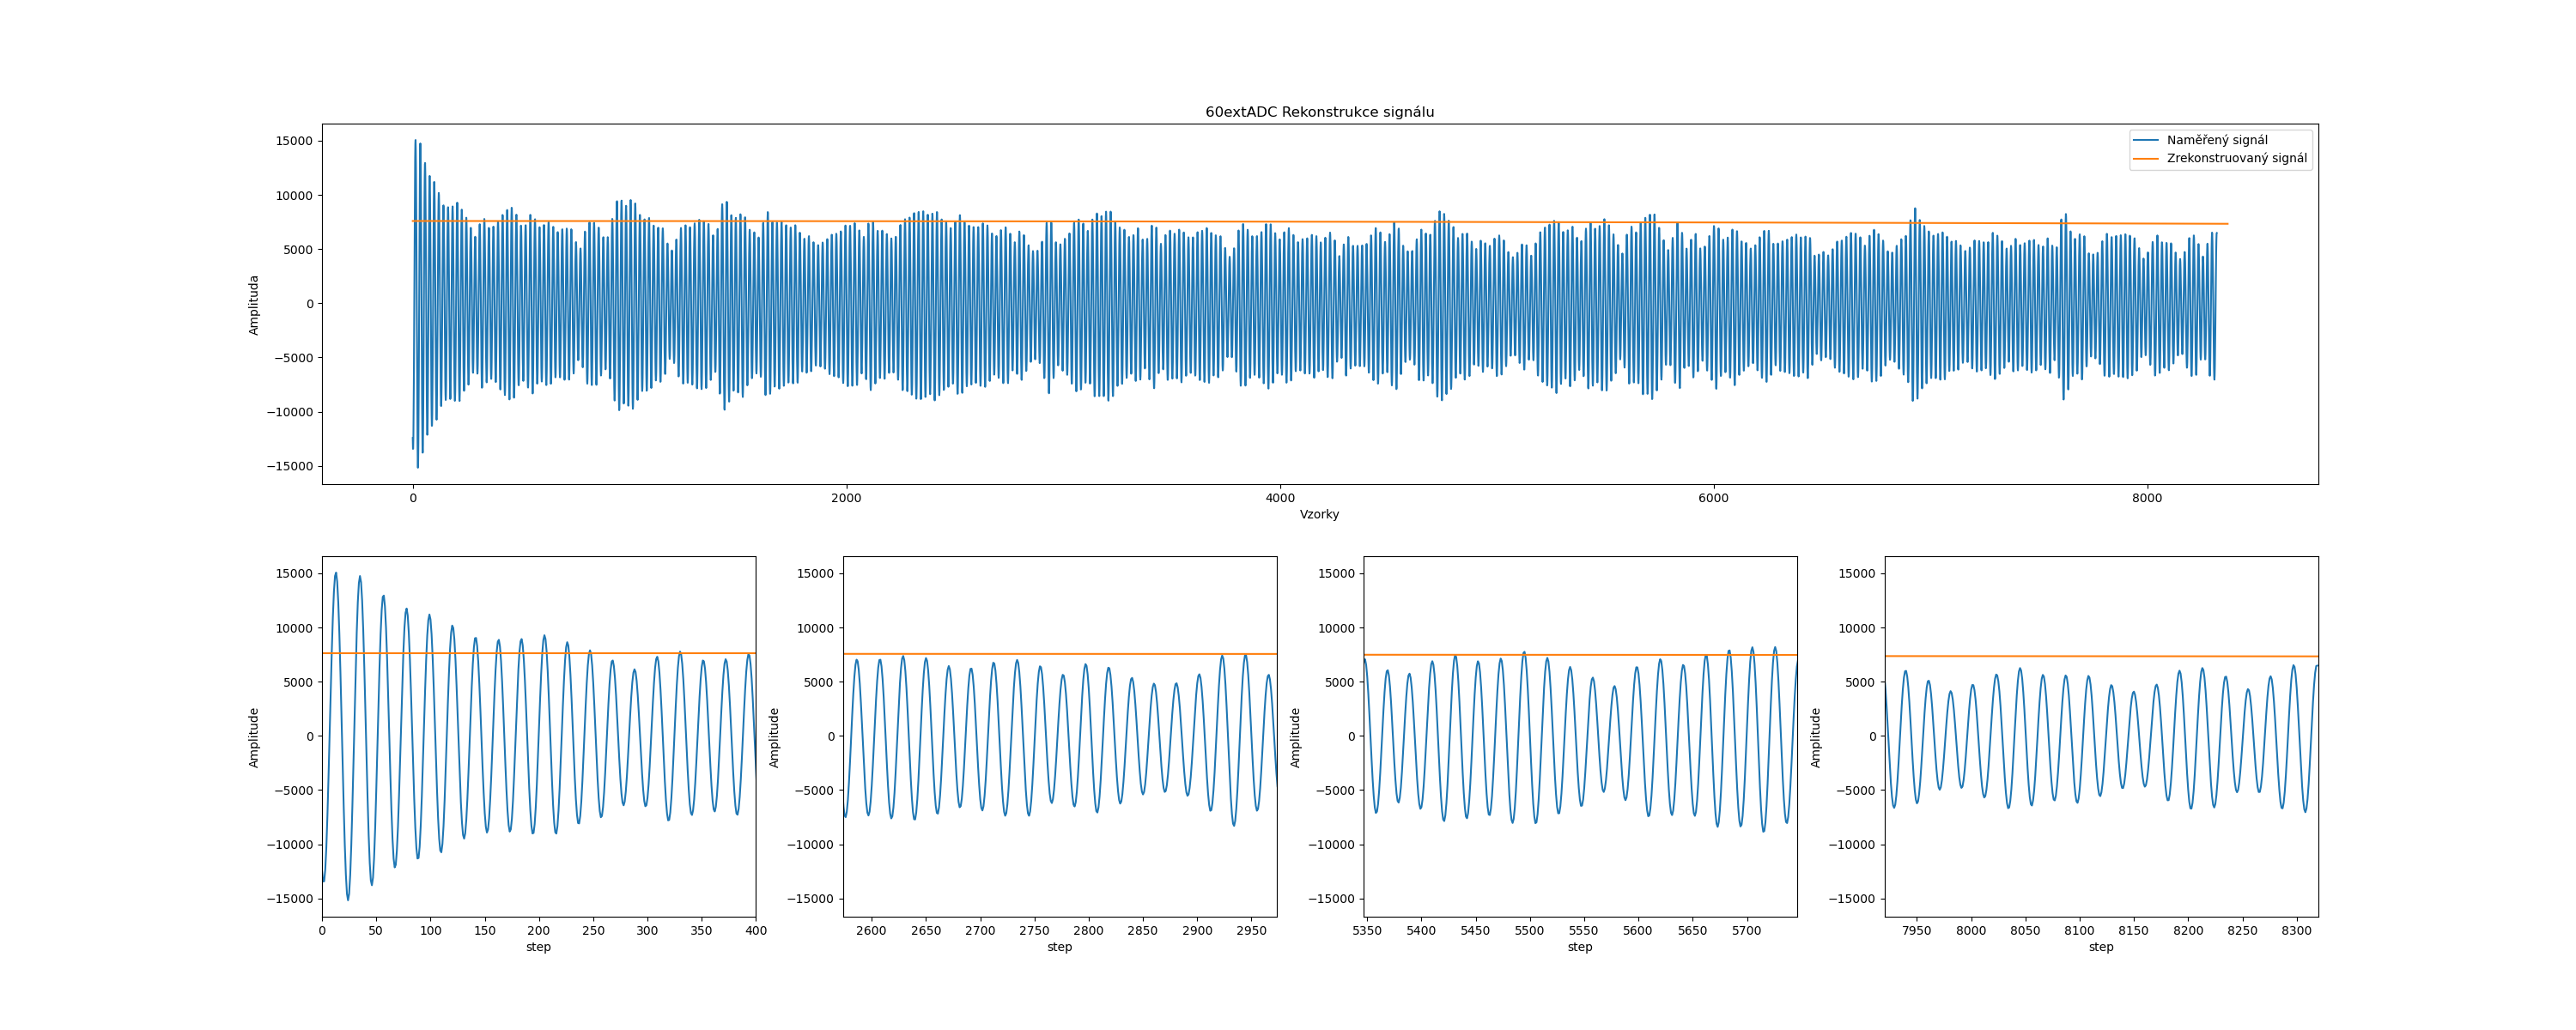 60extADC Rekonstrukce signálu
Naměřený signál
Zrekonstruovaný signál
15000
10000
5000
0
−5000
−10000
−15000
Amplituda
0 2000 4000 6000 8000
Vzorky
15000
10000
5000
0
−5000
−10000
−15000
Amplitude
0 50 100 150 200 250 300 350 400
step
15000
10000
5000
0
−5000
−10000
−15000
Amplitude
2600 2650 2700 2750 2800 2850 2900 2950
step
15000
10000
5000
0
−5000
−10000
−15000
Amplitude
5350 5400 5450 5500 5550 5600 5650 5700
step
15000
10000
5000
0
−5000
−10000
−15000
Amplitude
7950 8000 8050 8100 8150 8200 8250 8300
step